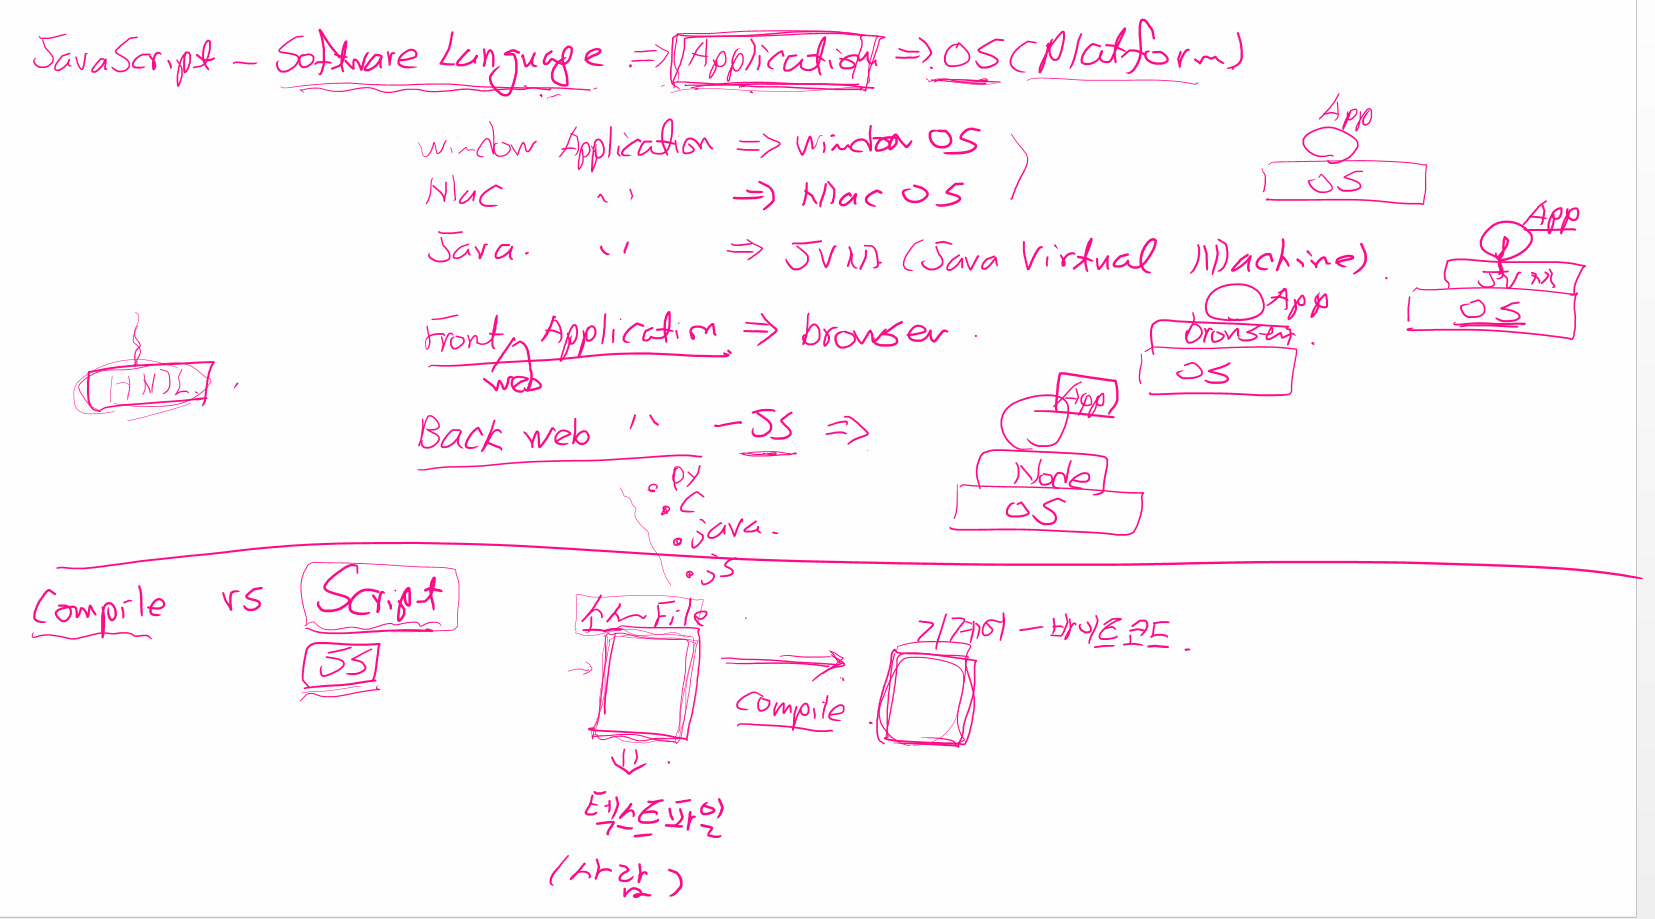 JavaScript - Software Language => Application => OS (Platform)
window Application => window OS
Mac " => Mac OS
Java. " => JVM (Java Virtual Machine).
Front Application => browser.
web
Back web " - JS =>
.py
.C
.java.
.js
HTML
App
OS
App
JVM
OS
App
browser.
OS
App
Node
OS
Compile vs Script
JS
소스 File
Compile.
기계어 - 바이트코드.
텍스트파일
(사람)